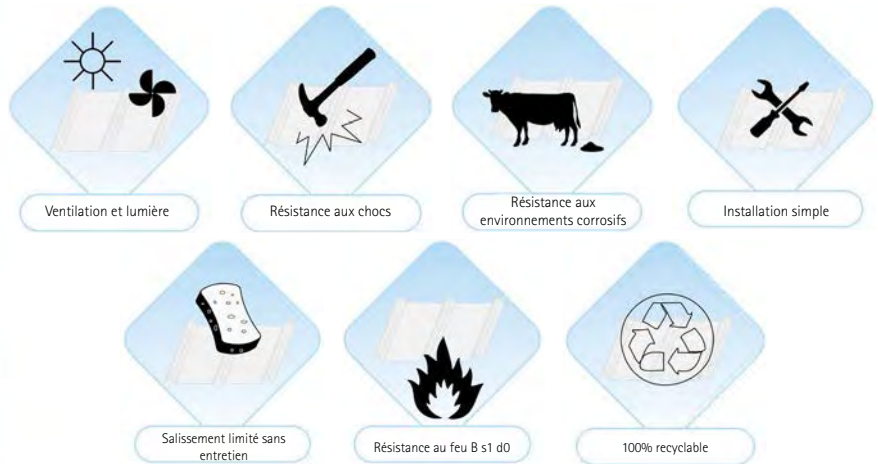 Ventilation et lumière
Résistance aux chocs
Résistance aux
environnements corrosifs
Installation simple
Salissement limité sans
entretien
Résistance au feu B s1 d0
100% recyclable